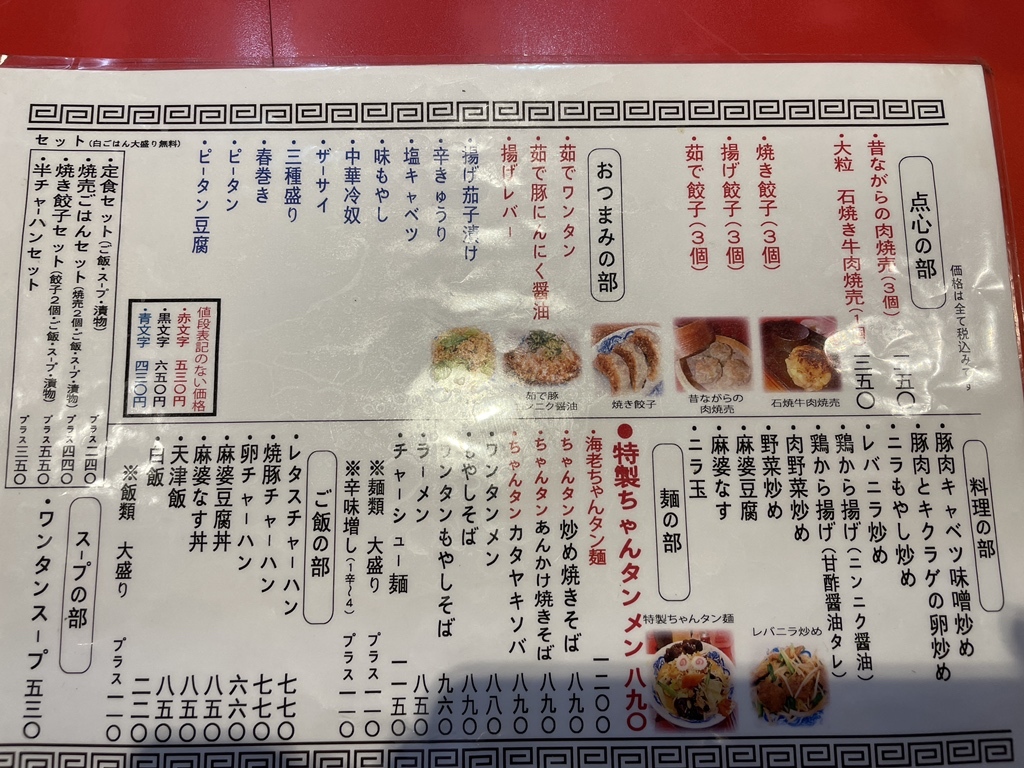 価格は全て税込みです
点心の部
・昔ながらの肉焼売(3個) 一五〇
・大粒 石焼き牛肉焼売(1個) 三五〇
・焼き餃子(3個)
・揚げ餃子(3個)
・茹で餃子(3個)
石焼牛肉焼売
昔ながらの
肉焼売
焼き餃子
茹で豚
ニンニク醤油
おつまみの部
・茹でワンタン
・茹で豚にんにく醤油
・揚げレバー
・揚げ茄子漬け
・辛きゅうり
・塩キャベツ
・味もやし
・中華冷奴
・ザーサイ
・三種盛り
・春巻き
・ピータン
・ピータン豆腐
値段表記のない価格
・赤文字 五三〇円
・黒文字 六五〇円
・青文字 四三〇円
セット(白ごはん大盛り無料)
・定食セット(ご飯・スープ・漬物) プラス二四〇
・焼売ごはんセット(焼売2個・ご飯・スープ・漬物) プラス四四〇
・焼き餃子セット(餃子2個・ご飯・スープ・漬物) プラス五五〇
・半チャーハンセット プラス三五〇
料理の部
・豚肉キャベツ味噌炒め
・豚肉とキクラゲの卵炒め
・ニラもやし炒め
・レバニラ炒め
・鶏から揚げ(ニンニク醤油)
・鶏から揚げ(甘酢醤油タレ)
・肉野菜炒め
・野菜炒め
・麻婆豆腐
・麻婆なす
・ニラ玉
レバニラ炒め
特製ちゃんタン麺
麺の部
●特製ちゃんタンメン 八九〇
・海老ちゃんタン麺 一二〇〇
・ちゃんタン炒め焼きそば 八九〇
・ちゃんタンあんかけ焼きそば 八九〇
・ちゃんタンカタヤキソバ 八九〇
・ワンタンメン 八八〇
・もやしそば 八九〇
・ワンタンもやしそば 九六〇
・ラーメン
・チャーシュー麺 一一五〇
※麺類 大盛り プラス一一〇
※辛味増し(1辛〜4) プラス一一〇
ご飯の部
・レタスチャーハン 七七〇
・焼豚チャーハン 七七〇
・卵チャーハン 六六〇
・麻婆豆腐丼 八五〇
・麻婆なす丼 八五〇
・天津飯 八五〇
・白飯 二二〇
※飯類 大盛り プラス一一〇
スープの部
・ワンタンスープ 五三〇